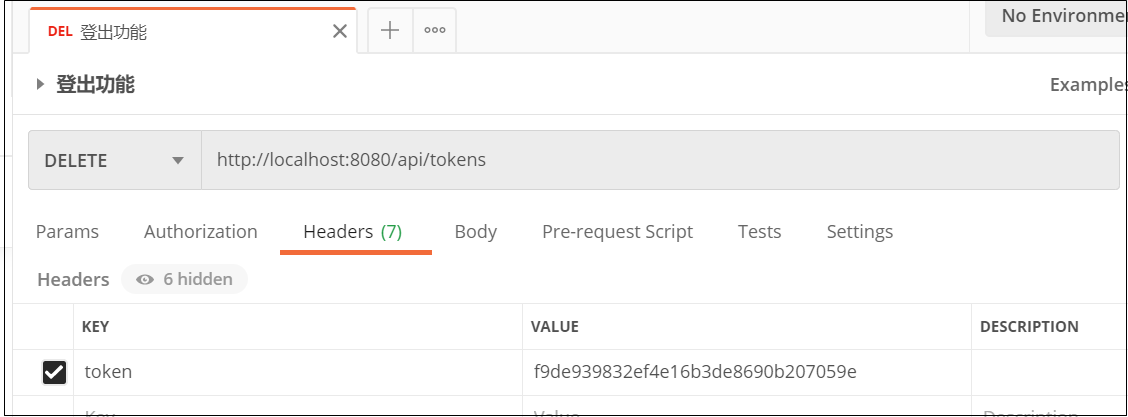 DEL 登出功能
No Environme
登出功能
Examples
DELETE http://localhost:8080/api/tokens
Params Authorization Headers (7) Body Pre-request Script Tests Settings
Headers 6 hidden
KEY VALUE DESCRIPTION
token f9de939832ef4e16b3de8690b207059e
Key Value Description